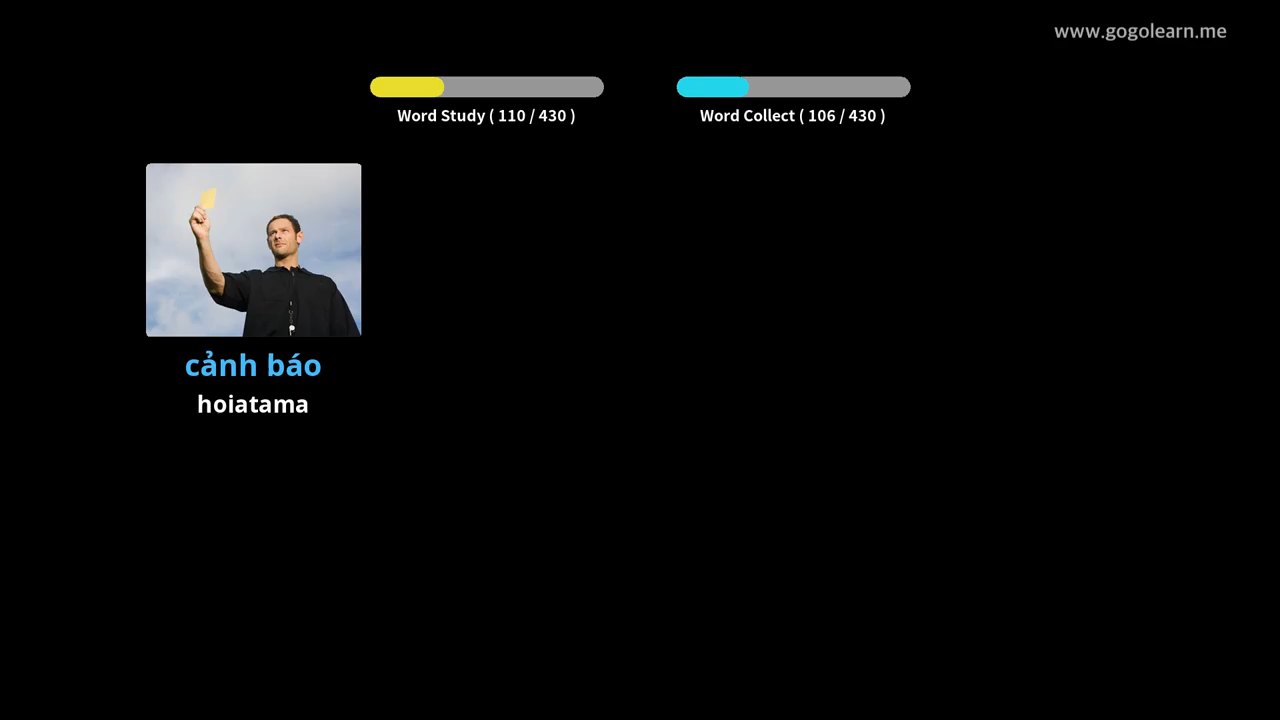 www.gogolearn.me
Word Study ( 110 / 430 )
Word Collect ( 106 / 430 )
cảnh báo
hoiatama